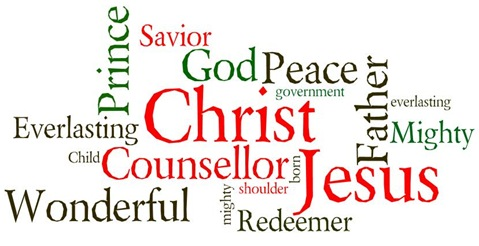 Savior
Prince
God
Peace
government
Father
everlasting
Christ
Everlasting
Mighty
Child
Counsellor
born
Jesus
Wonderful
mighty
shoulder
Redeemer